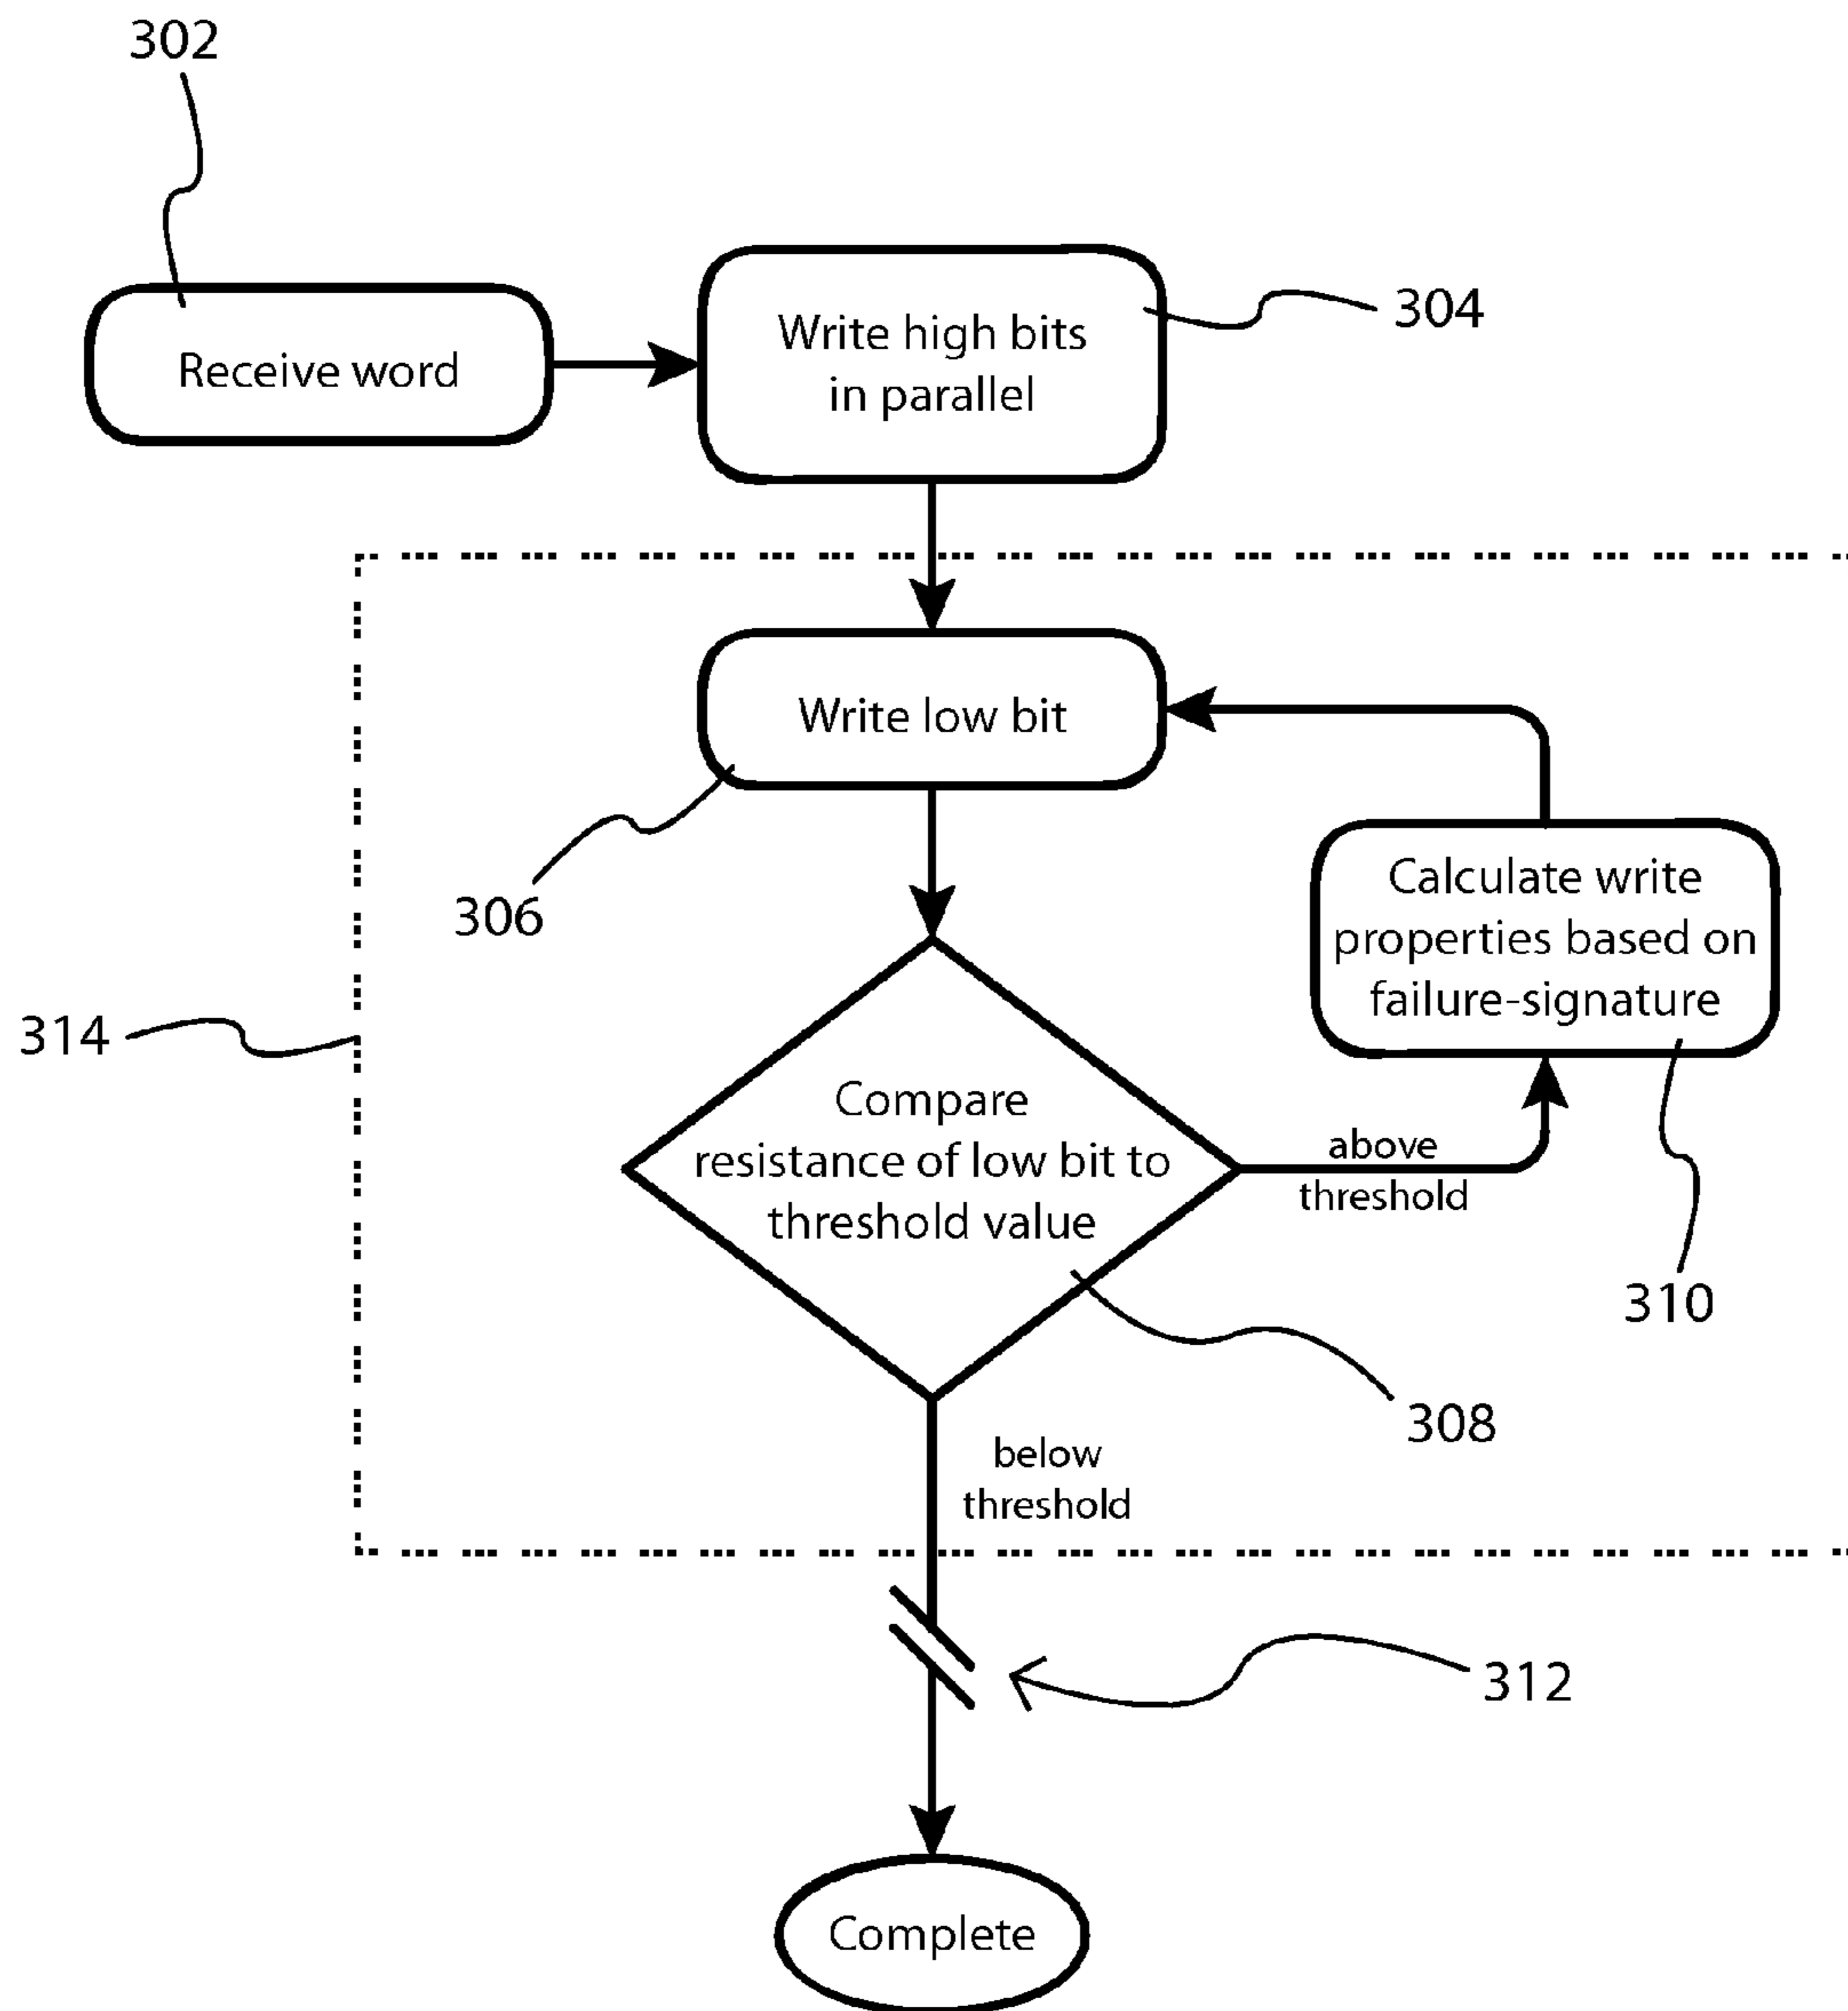 302
Receive word
Write high bits
in parallel
304
Write low bit
306
Calculate write
properties based on
failure-signature
310
314
Compare
resistance of low bit to
threshold value
above
threshold
308
below
threshold
312
Complete